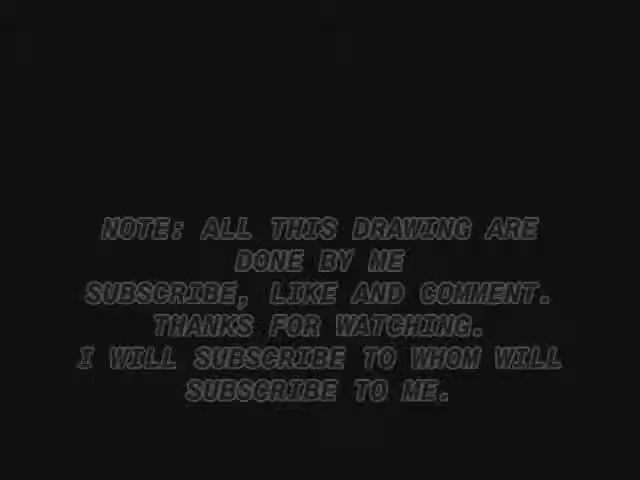 NOTE: ALL THIS DRAWING ARE
DONE BY ME
SUBSCRIBE, LIKE AND COMMENT.
THANKS FOR WATCHING.
I WILL SUBSCRIBE TO WHOM WILL
SUBSCRIBE TO ME.